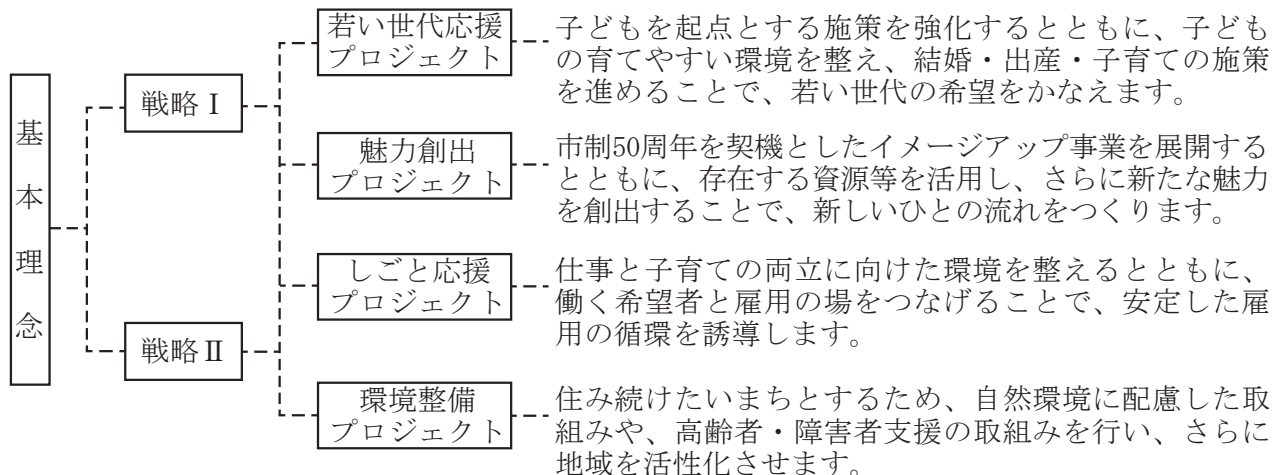 基本理念
戦略Ⅰ
戦略Ⅱ
若い世代応援
プロジェクト
子どもを起点とする施策を強化するとともに、子ども
の育てやすい環境を整え、結婚・出産・子育ての施策
を進めることで、若い世代の希望をかなえます。
魅力創出
プロジェクト
市制50周年を契機としたイメージアップ事業を展開する
とともに、存在する資源等を活用し、さらに新たな魅力
を創出することで、新しいひとの流れをつくります。
しごと応援
プロジェクト
仕事と子育ての両立に向けた環境を整えるとともに、
働く希望者と雇用の場をつなげることで、安定した雇
用の循環を誘導します。
環境整備
プロジェクト
住み続けたいまちとするため、自然環境に配慮した取
組みや、高齢者・障害者支援の取組みを行い、さらに
地域を活性化させます。